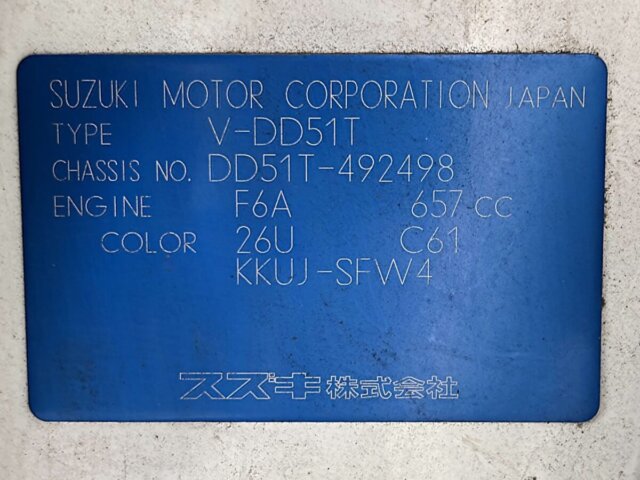 SUZUKI MOTOR CORPORATION JAPAN
TYPE V-DD51T
CHASSIS NO. DD51T-492498
ENGINE F6A 657 cc
COLOR 26U C61
KKUJ-SFW4
スズキ株式会社